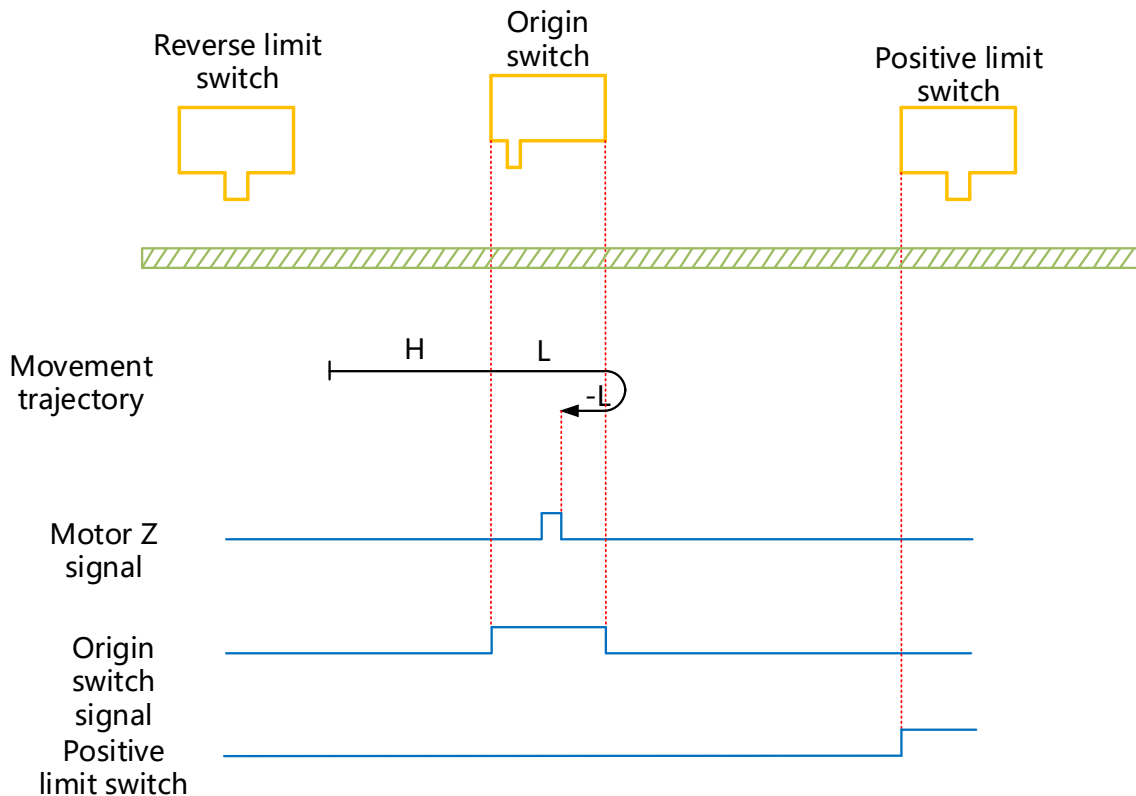 Reverse limit
switch
Origin
switch
Positive limit
switch
Movement
trajectory
H
L
-L
Motor Z
signal
Origin
switch
signal
Positive
limit switch